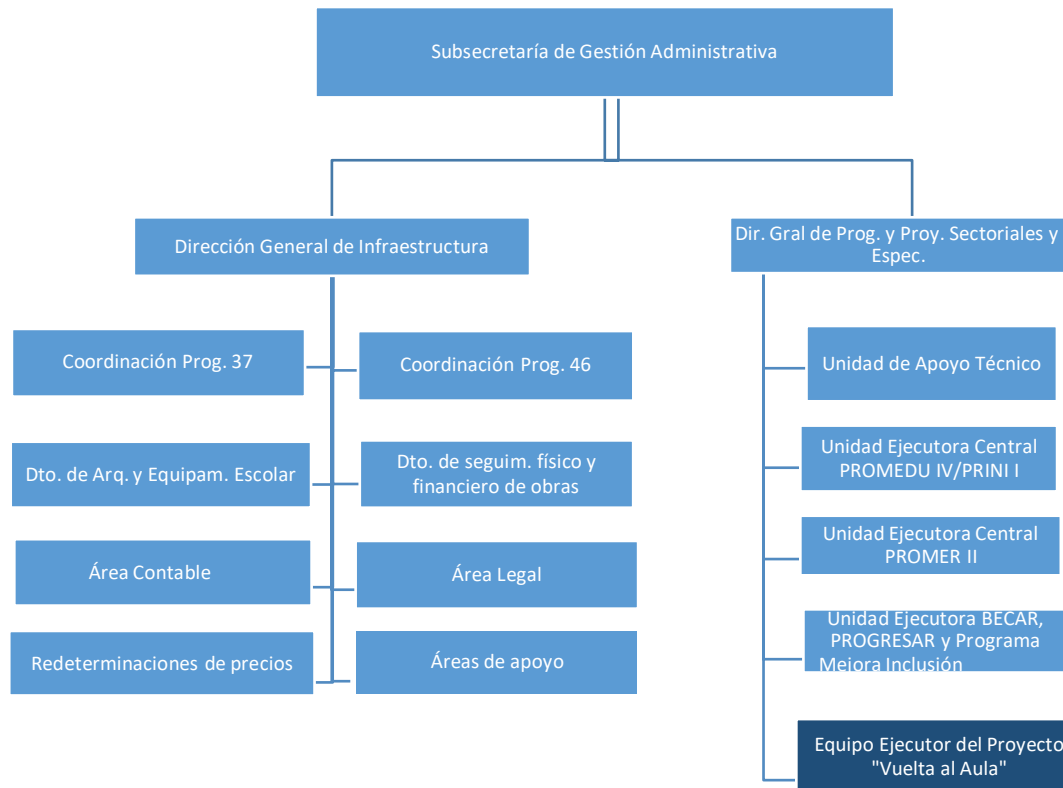 Subsecretaría de Gestión Administrativa
Dirección General de Infraestructura
Dir. Gral de Prog. y Proy. Sectoriales y
Espec.
Coordinación Prog. 37
Coordinación Prog. 46
Unidad de Apoyo Técnico
Dto. de Arq. y Equipam. Escolar
Dto. de seguim. físico y
financiero de obras
Unidad Ejecutora Central
PROMEDU IV/PRINI I
Área Contable
Área Legal
Unidad Ejecutora Central
PROMER II
Redeterminaciones de precios
Áreas de apoyo
Unidad Ejecutora BECAR,
PROGRESAR y Programa
Mejora Inclusión
Equipo Ejecutor del Proyecto
"Vuelta al Aula"